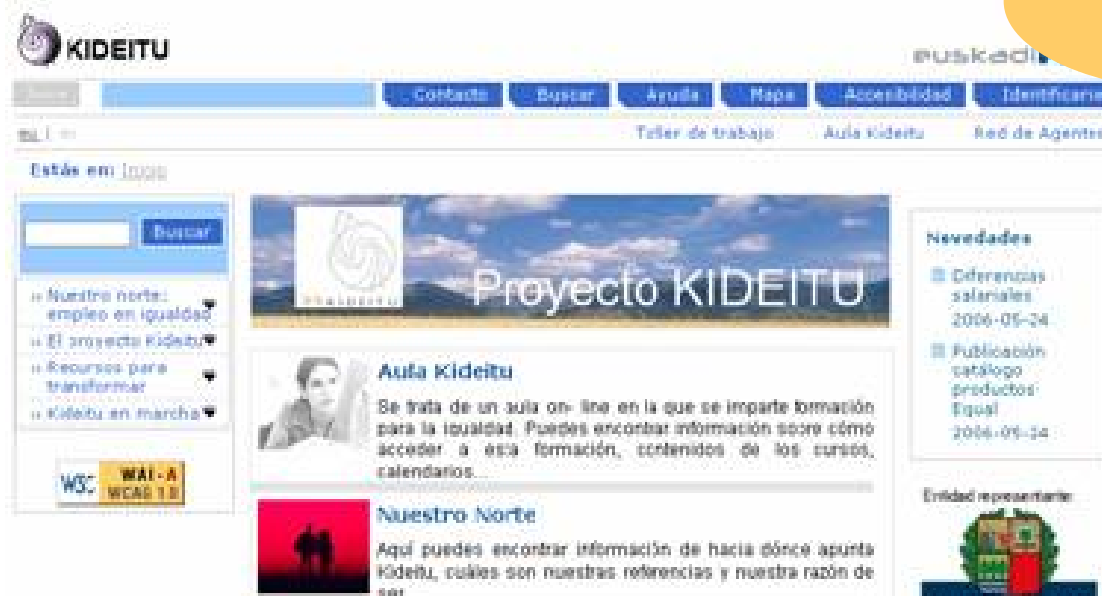 KIDEITU
euskadi
Contacto Buscar Ayuda Mapa Accesibilidad Identificarse
eu
Taller de trabajo Aula Kideitu Red de Agentes
Estás en: Inicio
Buscar
Nuestro norte:
empleo en igualdad
El proyecto Kideitu
Recursos para
transformar
Kideitu en marcha
W3C WAI-A
WCAG 1.0
KIDEITU
Proyecto KIDEITU
Aula Kideitu
Se trata de un aula on- line en la que se imparte formación
para la igualdad. Puedes encontrar información sobre cómo
acceder a esta formación, contenidos de los cursos,
calendarios...
Nuestro Norte
Aquí puedes encontrar información de hacia dónce apunta
Kideitu, cuáles son nuestras referencias y nuestra razón de
ser
Novedades
Diferencias
salariales
2006-05-24
Publicación
catálogo
productos
Equal
2006-05-24
Entidad representante: